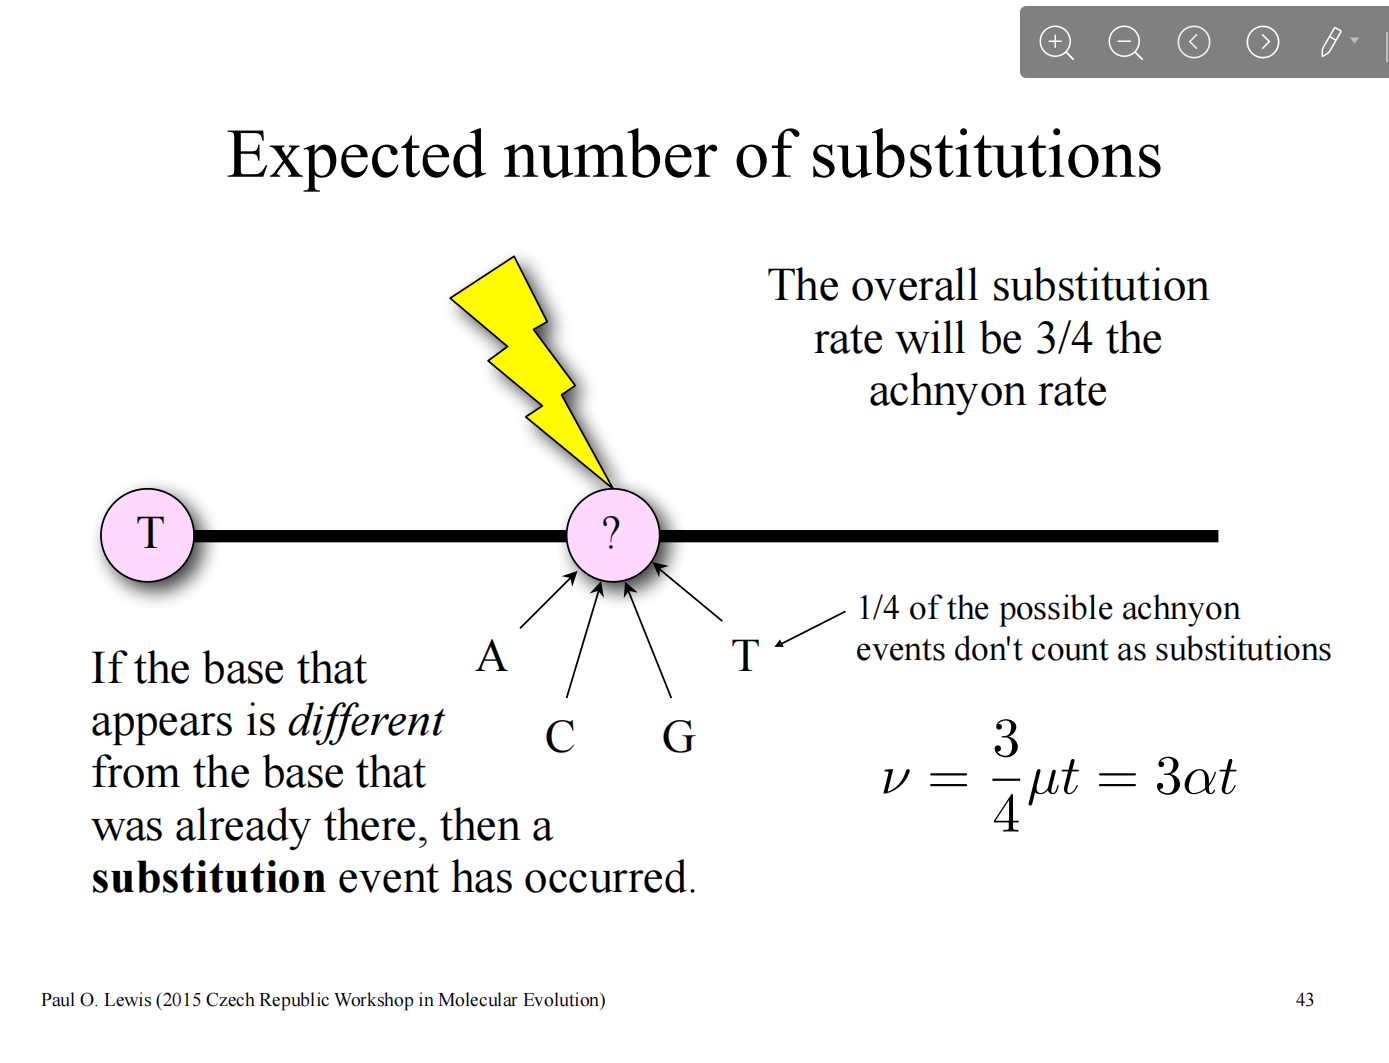 Expected number of substitutions
The overall substitution
rate will be 3/4 the
achnyon rate
T
?
A
C
G
T
1/4 of the possible achnyon
events don't count as substitutions
If the base that
appears is different
from the base that
was already there, then a
substitution event has occurred.
ν = 3/4 μt = 3αt
Paul O. Lewis (2015 Czech Republic Workshop in Molecular Evolution)
43